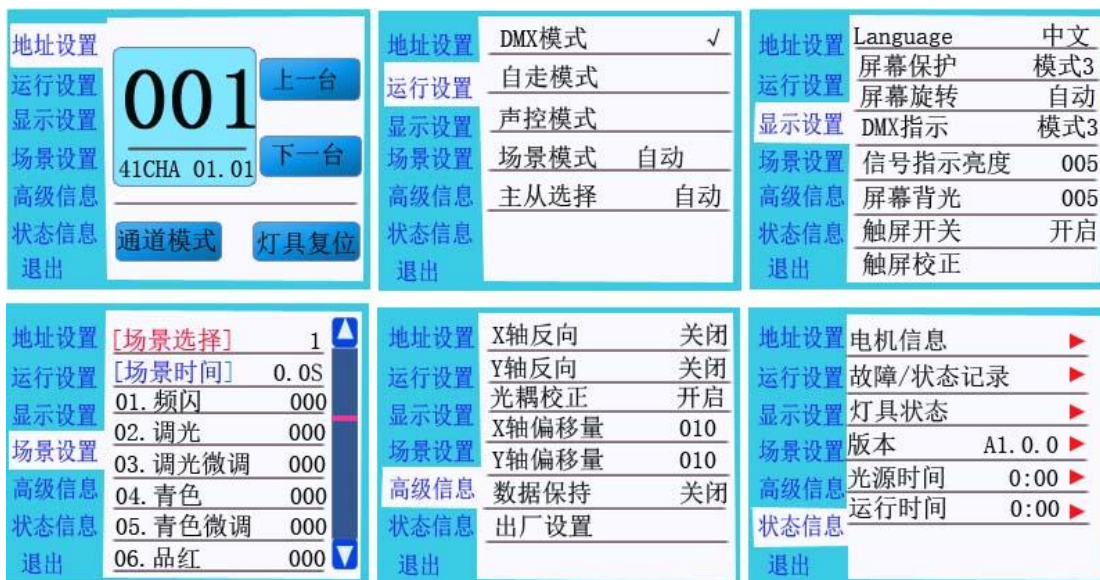 地址设置
运行设置
显示设置
场景设置
高级信息
状态信息
退出
001
41CHA 01.01
上一台
下一台
通道模式
灯具复位
地址设置
运行设置
显示设置
场景设置
高级信息
状态信息
退出
DMX模式 √
自走模式
声控模式
场景模式 自动
主从选择 自动
地址设置
运行设置
显示设置
场景设置
高级信息
状态信息
退出
Language 中文
屏幕保护 模式3
屏幕旋转 自动
DMX指示 模式3
信号指示亮度 005
屏幕背光 005
触屏开关 开启
触屏校正
地址设置
运行设置
显示设置
场景设置
高级信息
状态信息
退出
[场景选择] 1
[场景时间] 0.0S
01.频闪 000
02.调光 000
03.调光微调 000
04.青色 000
05.青色微调 000
06.品红 000
地址设置
运行设置
显示设置
场景设置
高级信息
状态信息
退出
X轴反向 关闭
Y轴反向 关闭
光耦校正 开启
X轴偏移量 010
Y轴偏移量 010
数据保持 关闭
出厂设置
地址设置
运行设置
显示设置
场景设置
高级信息
状态信息
退出
电机信息
故障/状态记录
灯具状态
版本 A1.0.0
光源时间 0:00
运行时间 0:00